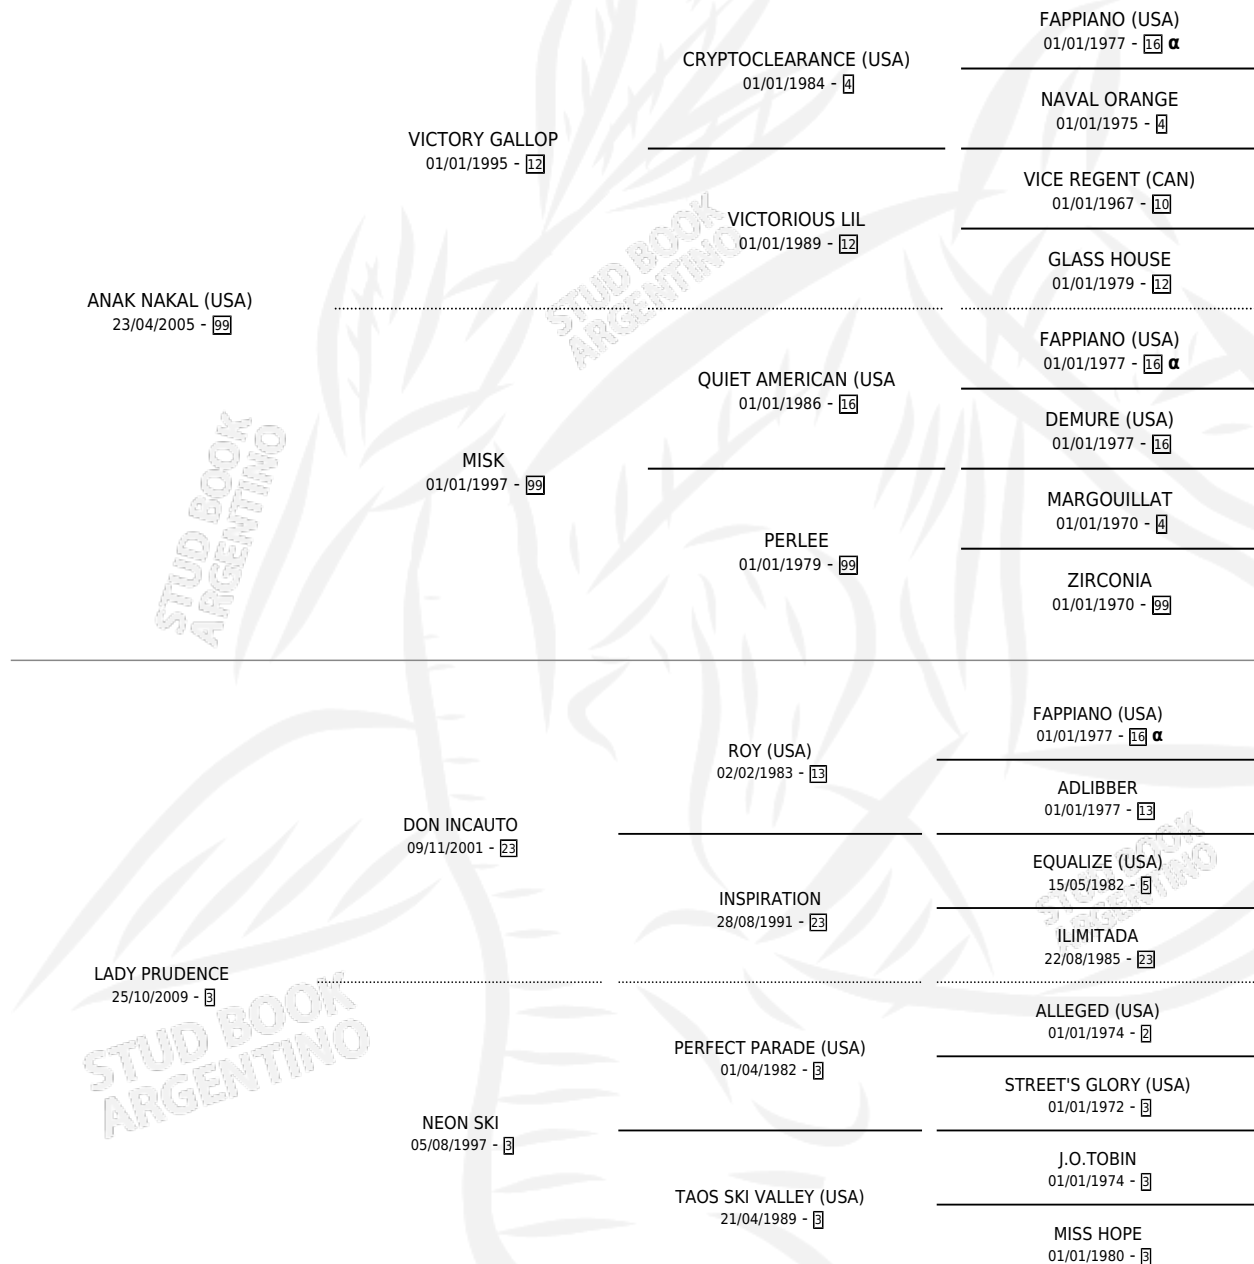 FAPPIANO (USA)
01/01/1977 - 16 α
CRYPTOCLEARANCE (USA)
01/01/1984 - 4
NAVAL ORANGE
01/01/1975 - 4
VICTORY GALLOP
01/01/1995 - 12
VICE REGENT (CAN)
01/01/1967 - 10
VICTORIOUS LIL
01/01/1989 - 12
GLASS HOUSE
01/01/1979 - 12
ANAK NAKAL (USA)
23/04/2005 - 99
FAPPIANO (USA)
01/01/1977 - 16 α
QUIET AMERICAN (USA
01/01/1986 - 16
DEMURE (USA)
01/01/1977 - 16
MISK
01/01/1997 - 99
MARGOUILLAT
01/01/1970 - 4
PERLEE
01/01/1979 - 99
ZIRCONIA
01/01/1970 - 99
FAPPIANO (USA)
01/01/1977 - 16 α
ROY (USA)
02/02/1983 - 13
ADLIBBER
01/01/1977 - 13
DON INCAUTO
09/11/2001 - 23
EQUALIZE (USA)
15/05/1982 - 5
INSPIRATION
28/08/1991 - 23
ILIMITADA
22/08/1985 - 23
LADY PRUDENCE
25/10/2009 - 3
ALLEGED (USA)
01/01/1974 - 2
PERFECT PARADE (USA)
01/04/1982 - 3
STREET'S GLORY (USA)
01/01/1972 - 3
NEON SKI
05/08/1997 - 3
J.O.TOBIN
01/01/1974 - 3
TAOS SKI VALLEY (USA)
21/04/1989 - 3
MISS HOPE
01/01/1980 - 3
STUD BOOK
ARGENTINO
STUD BOOK
ARGENTINO
STUD BOOK
ARGENTINO
STUD BOOK
ARGENTINO